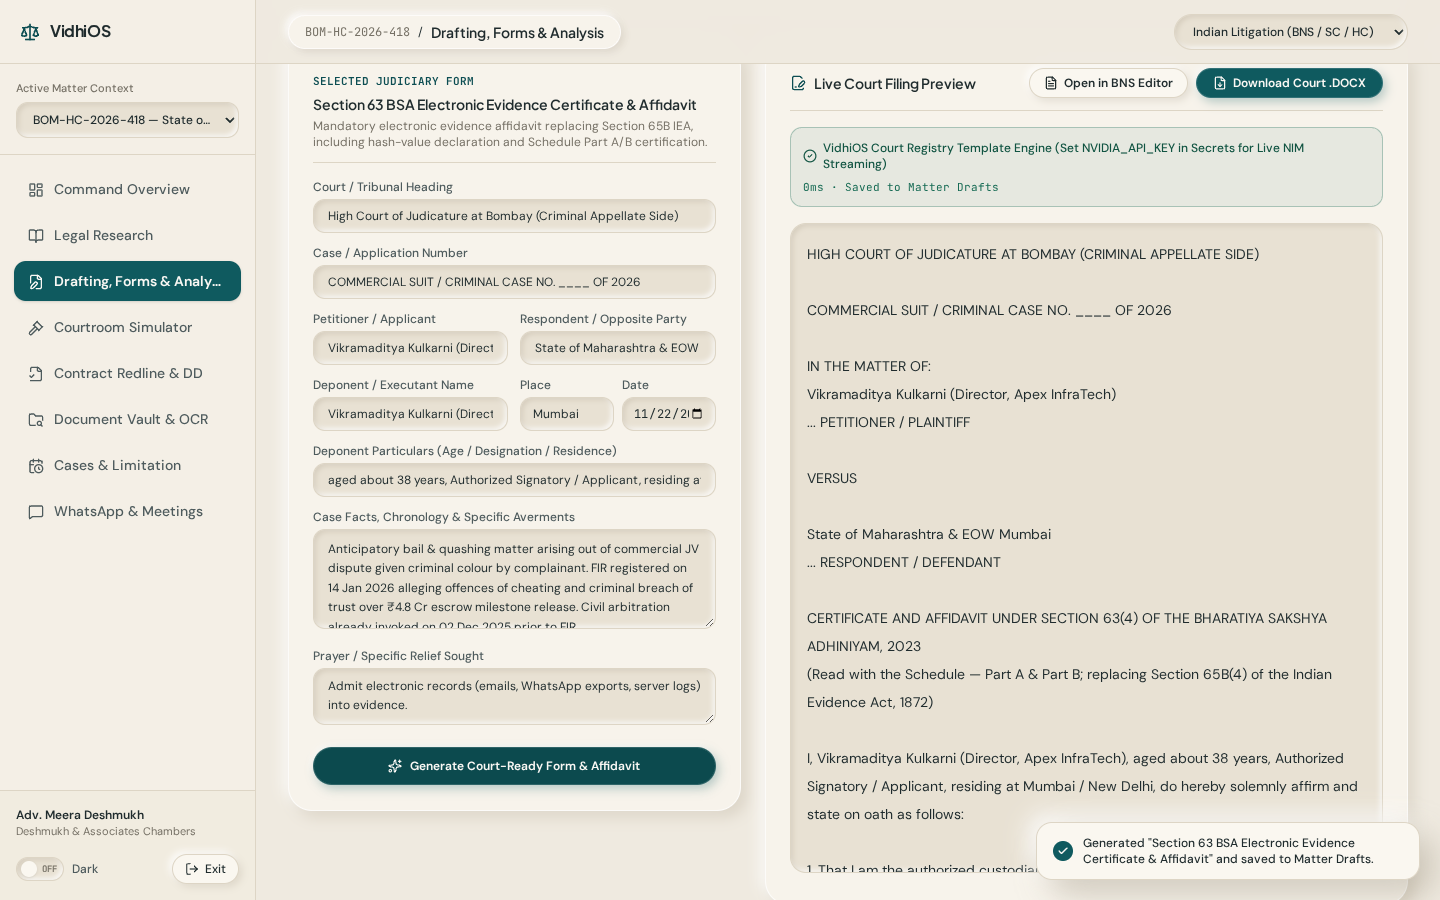 VidhiOS
BOM-HC-2026-418 / Drafting, Forms & Analysis
Indian Litigation (BNS / SC / HC)
Active Matter Context
BOM-HC-2026-418 — State o...
Command Overview
Legal Research
Drafting, Forms & Analy...
Courtroom Simulator
Contract Redline & DD
Document Vault & OCR
Cases & Limitation
WhatsApp & Meetings
Adv. Meera Deshmukh
Deshmukh & Associates Chambers
OFF
Dark
Exit
SELECTED JUDICIARY FORM
Section 63 BSA Electronic Evidence Certificate & Affidavit
Mandatory electronic evidence affidavit replacing Section 65B IEA,
including hash-value declaration and Schedule Part A/B certification.
Court / Tribunal Heading
High Court of Judicature at Bombay (Criminal Appellate Side)
Case / Application Number
COMMERCIAL SUIT / CRIMINAL CASE NO. ____ OF 2026
Petitioner / Applicant
Respondent / Opposite Party
Vikramaditya Kulkarni (Direct
State of Maharashtra & EOW
Deponent / Executant Name
Place
Date
Vikramaditya Kulkarni (Direct
Mumbai
11/22/2
Deponent Particulars (Age / Designation / Residence)
aged about 38 years, Authorized Signatory / Applicant, residing a
Case Facts, Chronology & Specific Averments
Anticipatory bail & quashing matter arising out of commercial JV
dispute given criminal colour by complainant. FIR registered on
14 Jan 2026 alleging offences of cheating and criminal breach of
trust over ₹4.8 Cr escrow milestone release. Civil arbitration
already invoked on 02 Dec 2025 prior to FIR.
Prayer / Specific Relief Sought
Admit electronic records (emails, WhatsApp exports, server logs)
into evidence.
Generate Court-Ready Form & Affidavit
Live Court Filing Preview
Open in BNS Editor
Download Court .DOCX
VidhiOS Court Registry Template Engine (Set NVIDIA_API_KEY in Secrets for Live NIM
Streaming)
0ms · Saved to Matter Drafts
HIGH COURT OF JUDICATURE AT BOMBAY (CRIMINAL APPELLATE SIDE)
COMMERCIAL SUIT / CRIMINAL CASE NO. ____ OF 2026
IN THE MATTER OF:
Vikramaditya Kulkarni (Director, Apex InfraTech)
... PETITIONER / PLAINTIFF
VERSUS
State of Maharashtra & EOW Mumbai
... RESPONDENT / DEFENDANT
CERTIFICATE AND AFFIDAVIT UNDER SECTION 63(4) OF THE BHARATIYA SAKSHYA
ADHINIYAM, 2023
(Read with the Schedule — Part A & Part B; replacing Section 65B(4) of the Indian
Evidence Act, 1872)
I, Vikramaditya Kulkarni (Director, Apex InfraTech), aged about 38 years, Authorized
Signatory / Applicant, residing at Mumbai / New Delhi, do hereby solemnly affirm and
state on oath as follows:
1. That I am the authorized custodian
Generated "Section 63 BSA Electronic Evidence
Certificate & Affidavit" and saved to Matter Drafts.